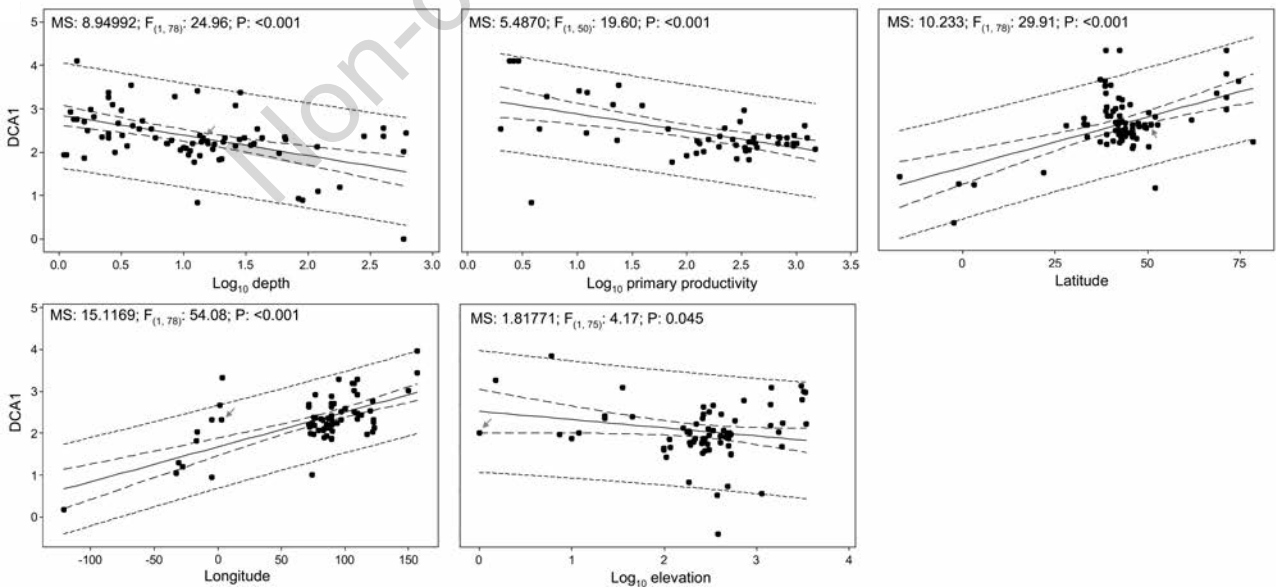 MS: 8.94992; F(1, 78): 24.96; P: <0.001
MS: 5.4870; F(1, 50): 19.60; P: <0.001
MS: 10.233; F(1, 78): 29.91; P: <0.001
5
4
3
2
1
0
DCA1
0.0 0.5 1.0 1.5 2.0 2.5 3.0
Log10 depth
0.0 0.5 1.0 1.5 2.0 2.5 3.0 3.5
Log10 primary productivity
0 25 50 75
Latitude
Non-
MS: 15.1169; F(1, 78): 54.08; P: <0.001
MS: 1.81771; F(1, 75): 4.17; P: 0.045
5
4
3
2
1
0
DCA1
-100 -50 0 50 100 150
Longitude
0 1 2 3 4
Log10 elevation